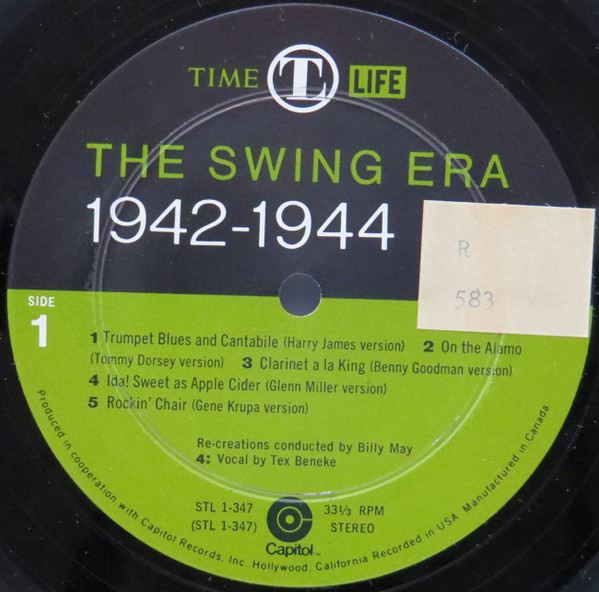 TIME TL LIFE
THE SWING ERA
1942-1944
R
583
SIDE
1
1 Trumpet Blues and Cantabile (Harry James version) 2 On the Alamo
(Tommy Dorsey version) 3 Clarinet a la King (Benny Goodman version)
4 Ida! Sweet as Apple Cider (Glenn Miller version)
5 Rockin' Chair (Gene Krupa version)
Re-creations conducted by Billy May
4: Vocal by Tex Beneke
STL 1-347 33⅓ RPM
(STL 1-347) STEREO
Capitol™
Produced in cooperation with Capitol Records, Inc. Hollywood, California Recorded in USA Manufactured in Canada